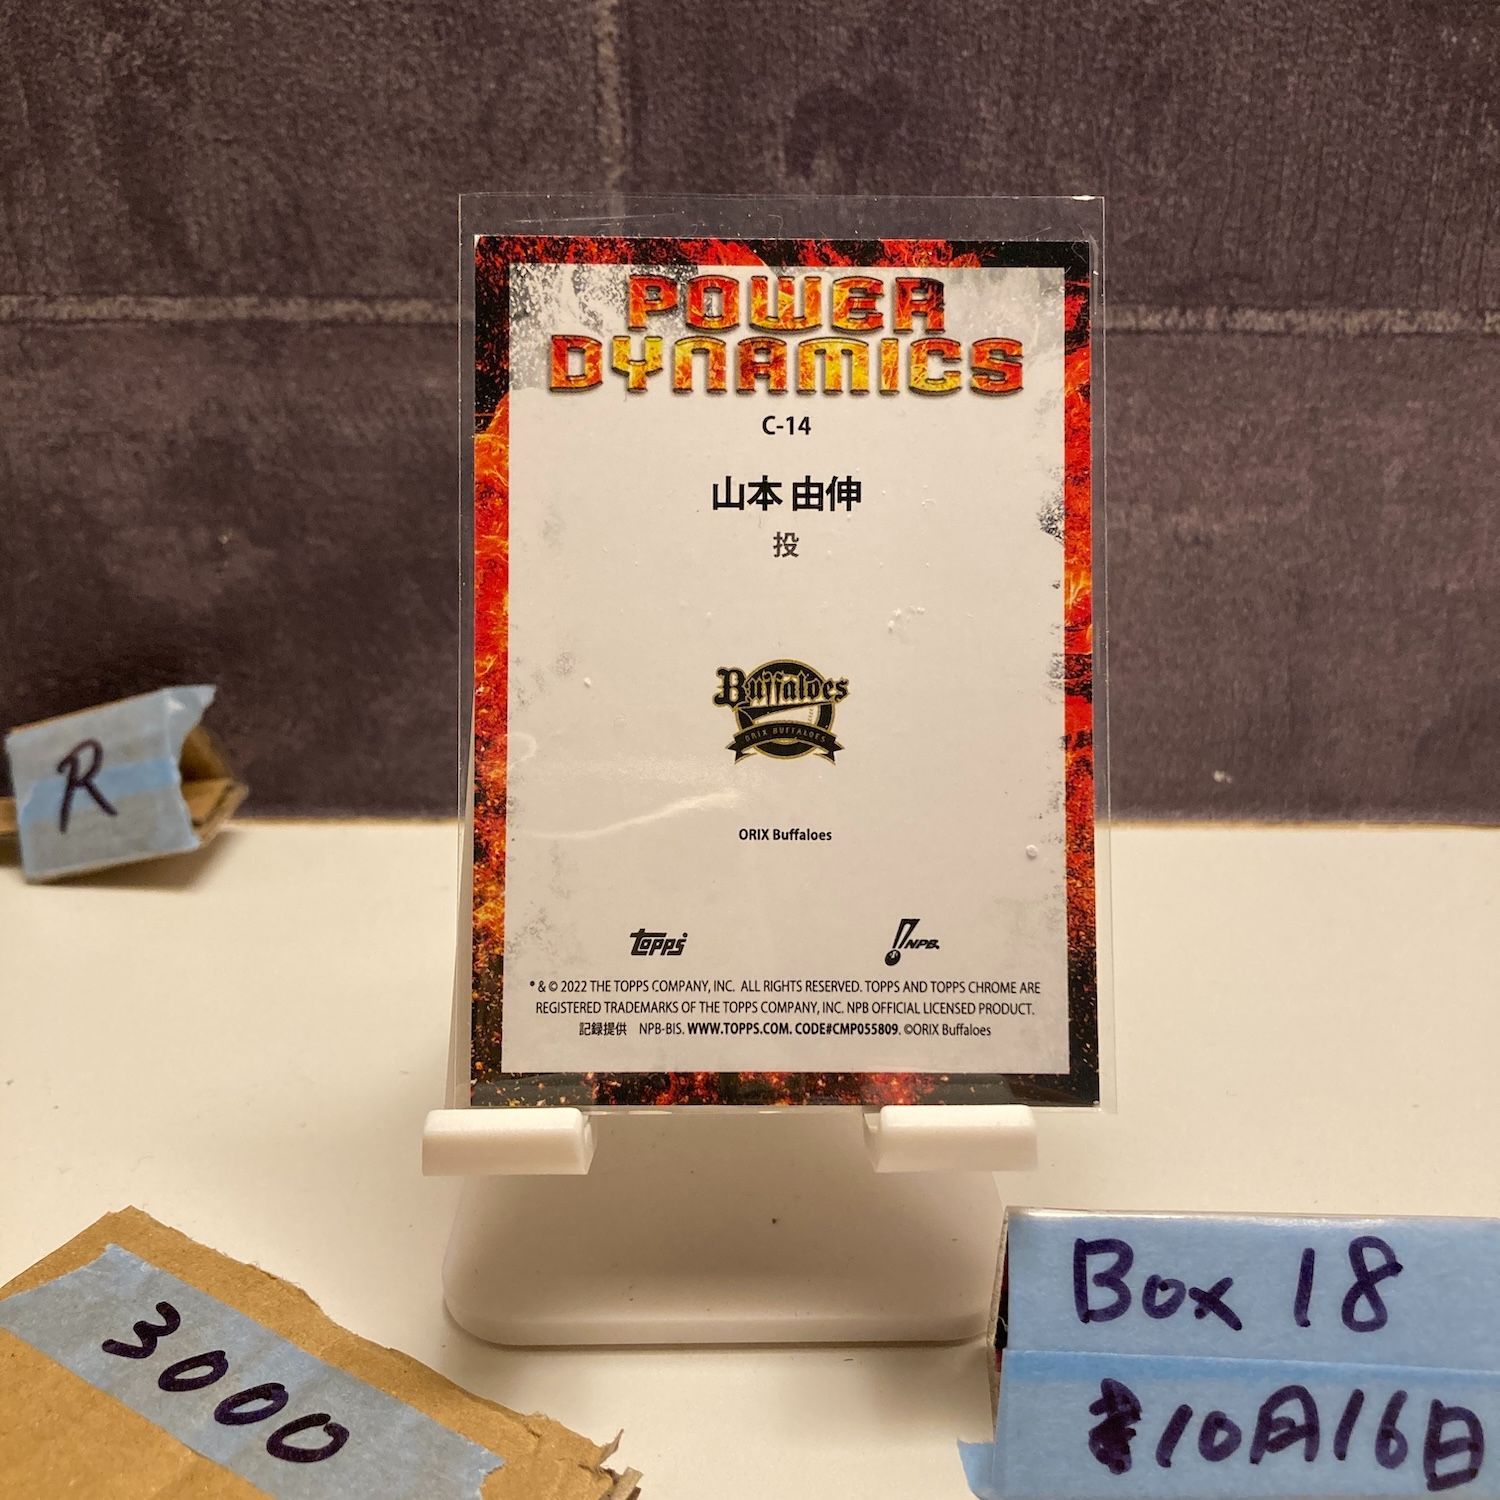 POWER
DYNAMICS
C-14
山本 由伸
投
Buffaloes
ORIX BUFFALOES
ORIX Buffaloes
topps
NPB.
* & © 2022 THE TOPPS COMPANY, INC. ALL RIGHTS RESERVED. TOPPS AND TOPPS CHROME ARE
REGISTERED TRADEMARKS OF THE TOPPS COMPANY, INC. NPB OFFICIAL LICENSED PRODUCT.
記録提供 NPB-BIS. WWW.TOPPS.COM. CODE#CMP055809. ©ORIX Buffaloes
R
3000
Box 18
10月16日